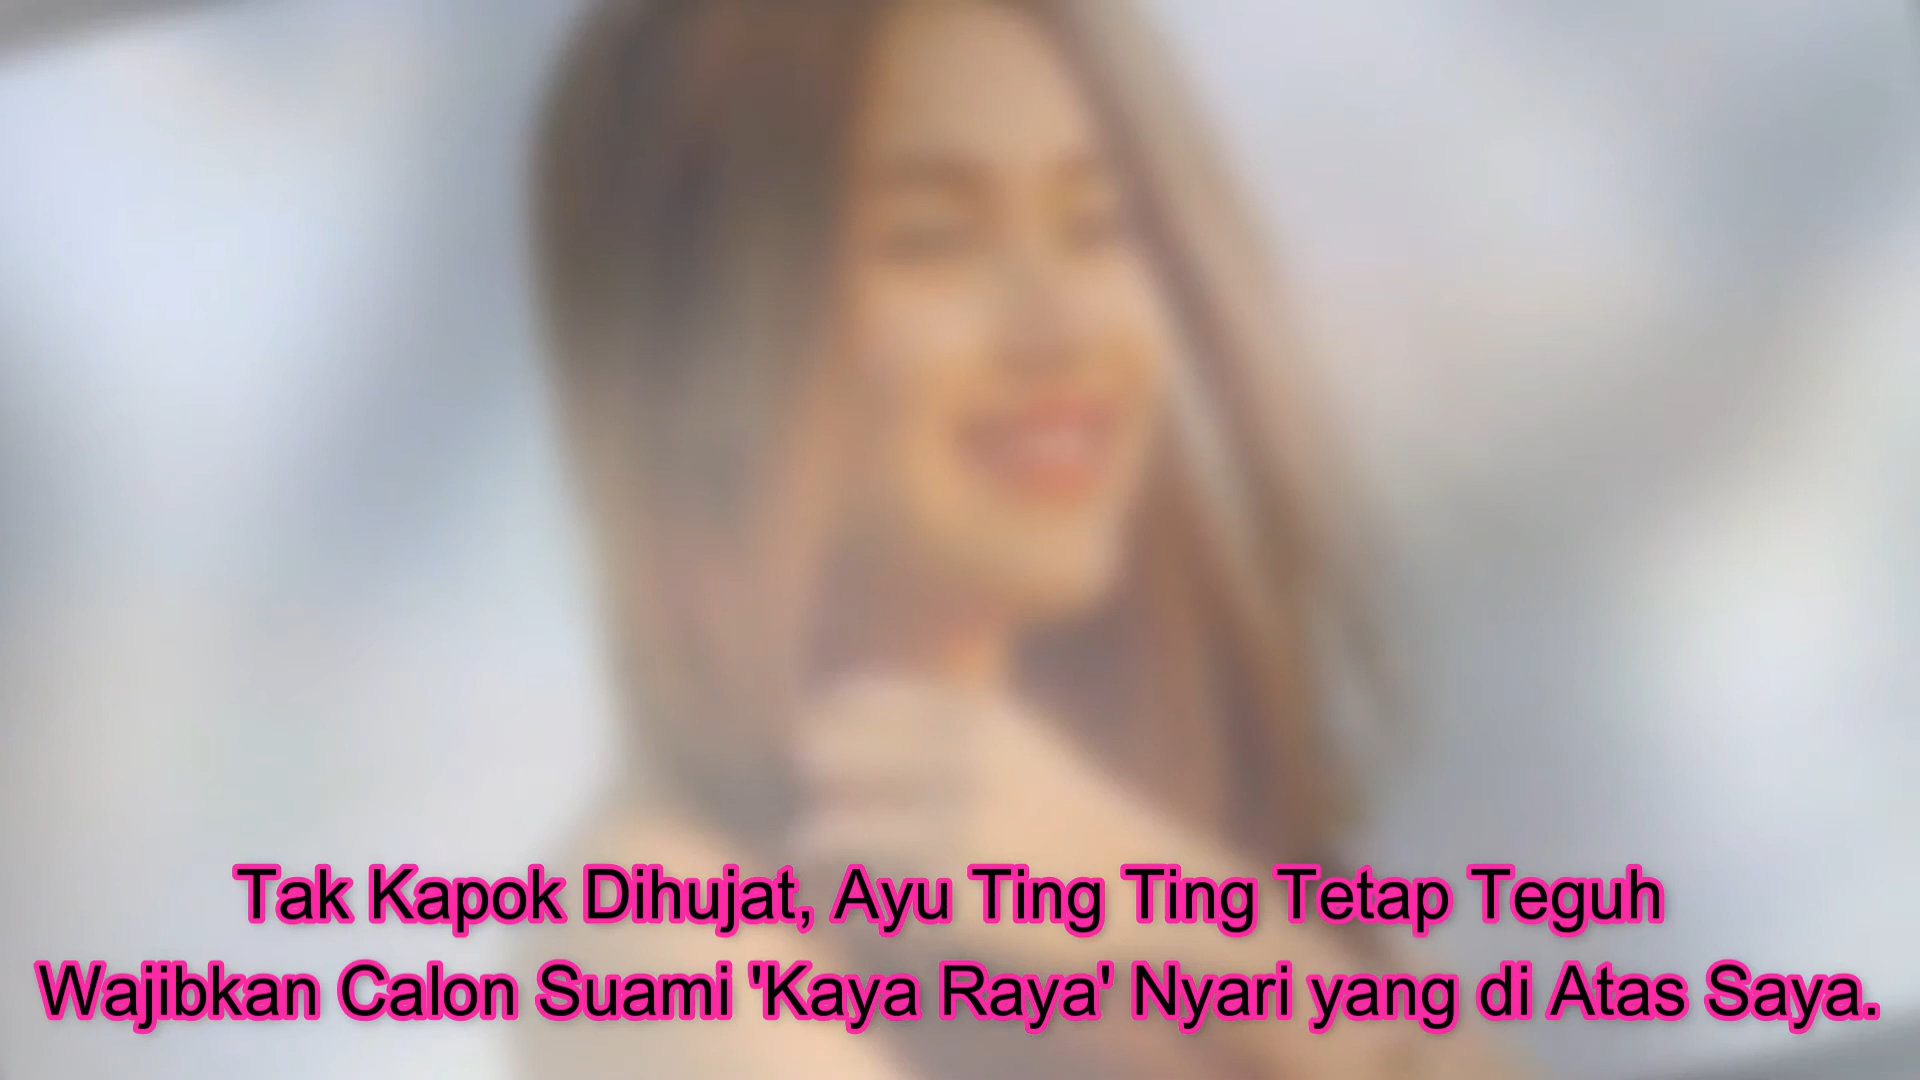 Tak Kapok Dihujat, Ayu Ting Ting Tetap Teguh
Wajibkan Calon Suami 'Kaya Raya' Nyari yang di Atas Saya.